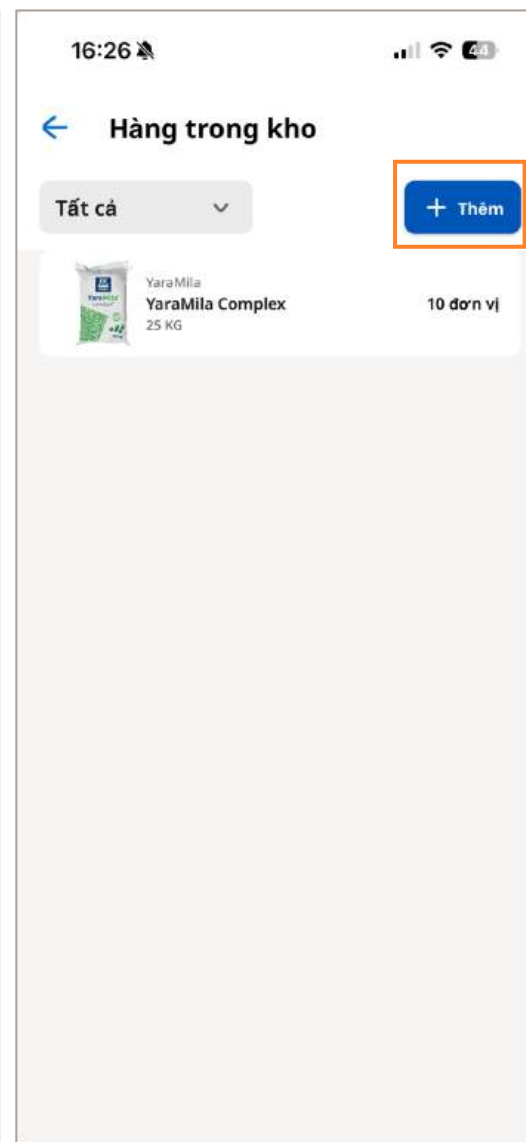 16:26
44
Hàng trong kho
Tất cả
+ Thêm
YaraMila
YaraMila Complex
10 đơn vị
25 KG